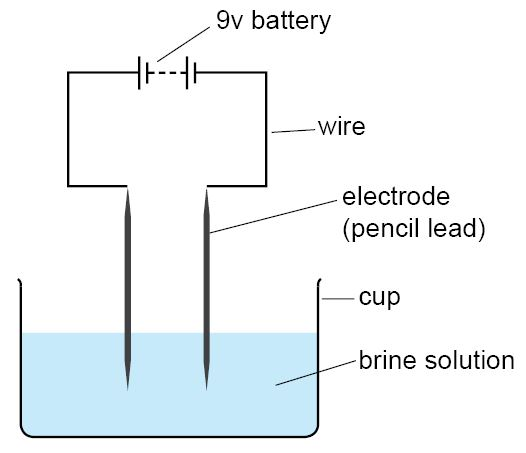 9v battery
wire
electrode
(pencil lead)
cup
brine solution